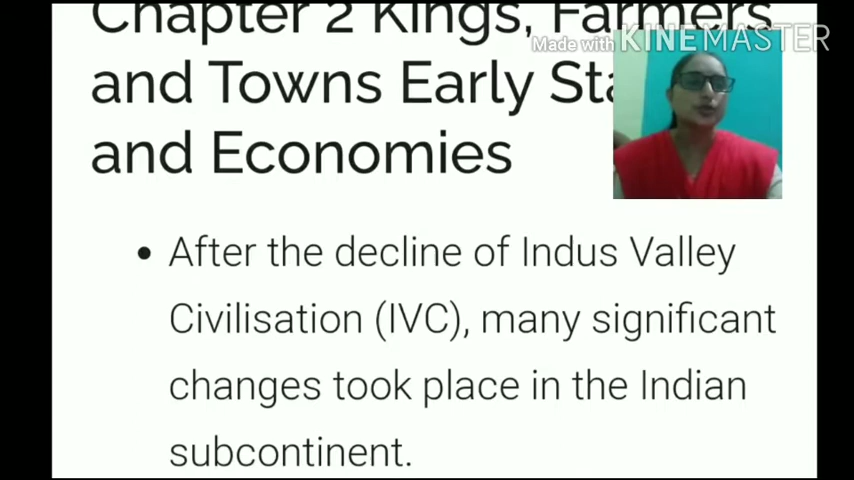 Chapter 2 Kings, Farmers
Made with KINEMASTER
and Towns Early Sta
and Economies
• After the decline of Indus Valley
Civilisation (IVC), many significant
changes took place in the Indian
subcontinent.